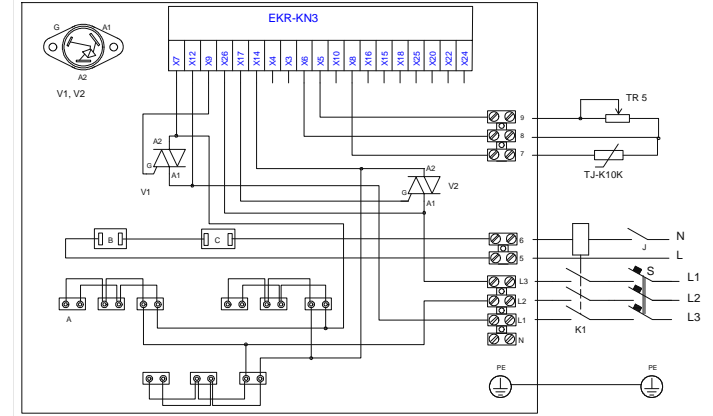 EKR-KN3
X7 X12 X9 X26 X17 X14 X4 X3 X6 X5 X10 X8 X16 X15 X18 X25 X20 X22 X24
G A1
A2
V1, V2
TR 5
9
8
7
TJ-K10K
A2
G A1
V1
A2
G V2
A1
B C
6
5
J
N
L
A
L3
L2
L1
N
K1
S
L1
L2
L3
PE PE